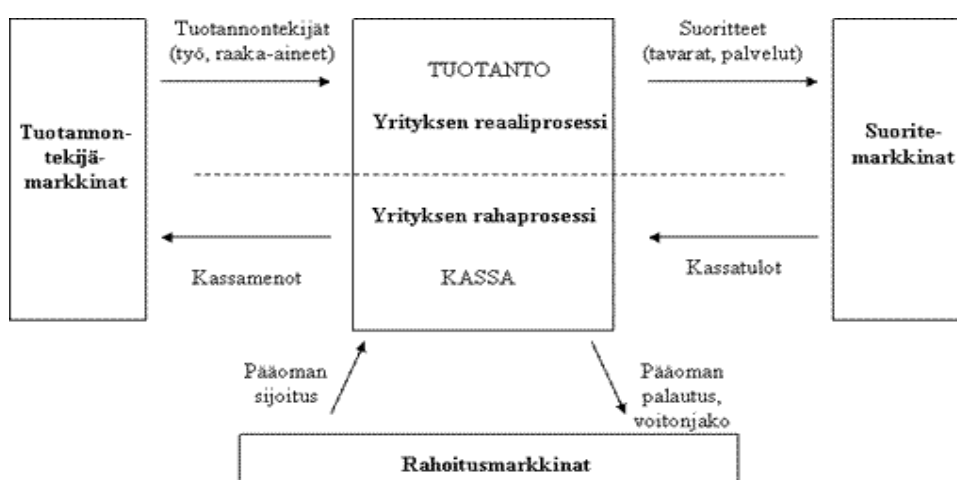 Tuotannontekijät
(työ, raaka-aineet)
TUOTANTO
Yrityksen reaaliprosessi
Suoritteet
(tavarat, palvelut)
Tuotannon-
tekijä-
markkinat
Suorite-
markkinat
Yrityksen rahaprosessi
KASSA
Kassamenot
Kassatulot
Pääoman
sijoitus
Pääoman
palautus,
voitonjako
Rahoitusmarkkinat